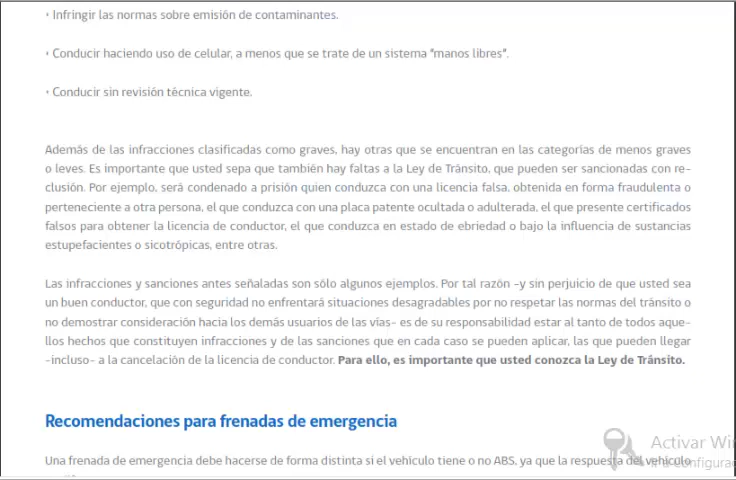 • Infringir las normas sobre emisión de contaminantes.
• Conducir haciendo uso de celular, a menos que se trate de un sistema "manos libres".
• Conducir sin revisión técnica vigente.
Además de las infracciones clasificadas como graves, hay otras que se encuentran en las categorías de menos graves
o leves. Es importante que usted sepa que también hay faltas a la Ley de Tránsito, que pueden ser sancionadas con re-
clusión. Por ejemplo, será condenado a prisión quien conduzca con una licencia falsa, obtenida en forma fraudulenta o
perteneciente a otra persona, el que conduzca con una placa patente ocultada o adulterada, el que presente certificados
falsos para obtener la licencia de conductor, el que conduzca en estado de ebriedad o bajo la influencia de sustancias
estupefacientes o sicotrópicas, entre otras.
Las infracciones y sanciones antes señaladas son sólo algunos ejemplos. Por tal razón -y sin perjuicio de que usted sea
un buen conductor, que con seguridad no enfrentará situaciones desagradables por no respetar las normas del tránsito o
no demostrar consideración hacia los demás usuarios de las vías- es de su responsabilidad estar al tanto de todos aque-
llos hechos que constituyen infracciones y de las sanciones que en cada caso se pueden aplicar, las que pueden llegar
-incluso- a la cancelación de la licencia de conductor. Para ello, es importante que usted conozca la Ley de Tránsito.
Recomendaciones para frenadas de emergencia
Activar Win
Una frenada de emergencia debe hacerse de forma distinta si el vehículo tiene o no ABS, ya que la respuesta del vehículo